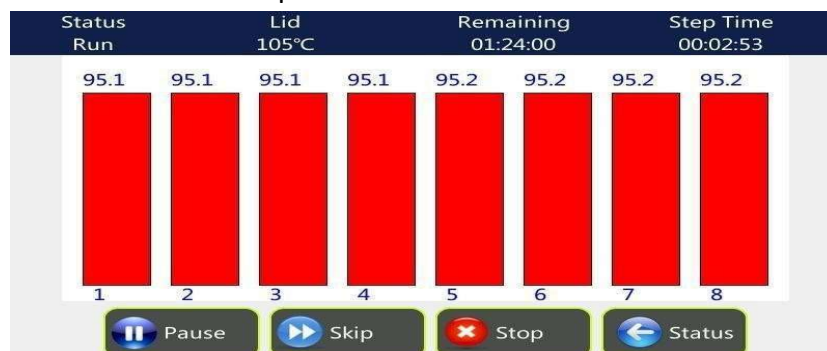 Status Lid Remaining Step Time
Run 105℃ 01:24:00 00:02:53
95.1 95.1 95.1 95.1 95.2 95.2 95.2 95.2
1 2 3 4 5 6 7 8
Pause Skip Stop Status